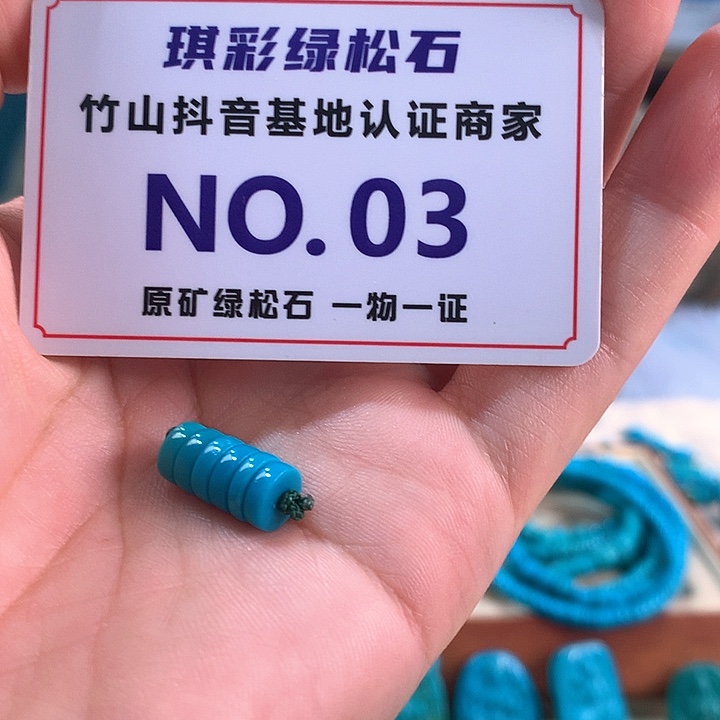 琪彩绿松石
竹山抖音基地认证商家
NO.03
原矿绿松石 一物一证